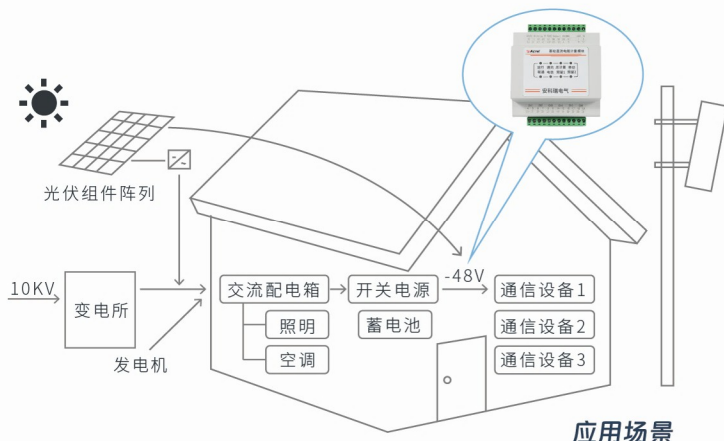 光伏组件阵列
10KV
变电所
发电机
交流配电箱
照明
空调
开关电源
蓄电池
-48V
通信设备1
通信设备2
通信设备3
安科瑞电气
应用场景